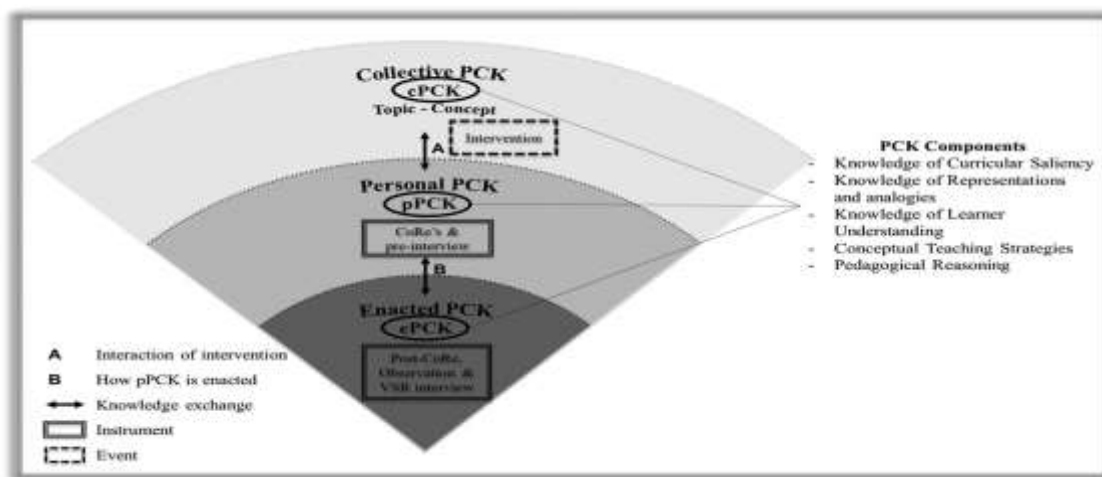 Collective PCK
cPCK
Topic - Concept
A
Intervention
Personal PCK
pPCK
CoRe's &
pre-interview
B
Enacted PCK
ePCK
Post-CoRe,
Observation &
VSR interview
PCK Components
- Knowledge of Curricular Saliency
- Knowledge of Representations
and analogies
- Knowledge of Learner
Understanding
- Conceptual Teaching Strategies
- Pedagogical Reasoning
A Interaction of intervention
B How pPCK is enacted
Knowledge exchange
Instrument
Event